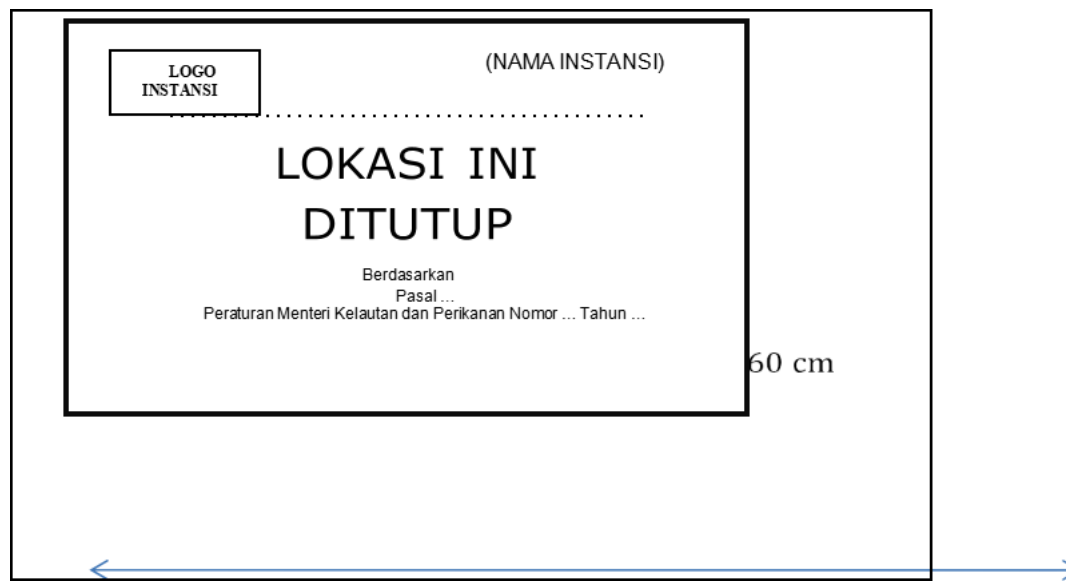 LOGO
INSTANSI
(NAMA INSTANSI)
LOKASI INI
DITUTUP
Berdasarkan
Pasal ...
Peraturan Menteri Kelautan dan Perikanan Nomor ... Tahun ...
60 cm